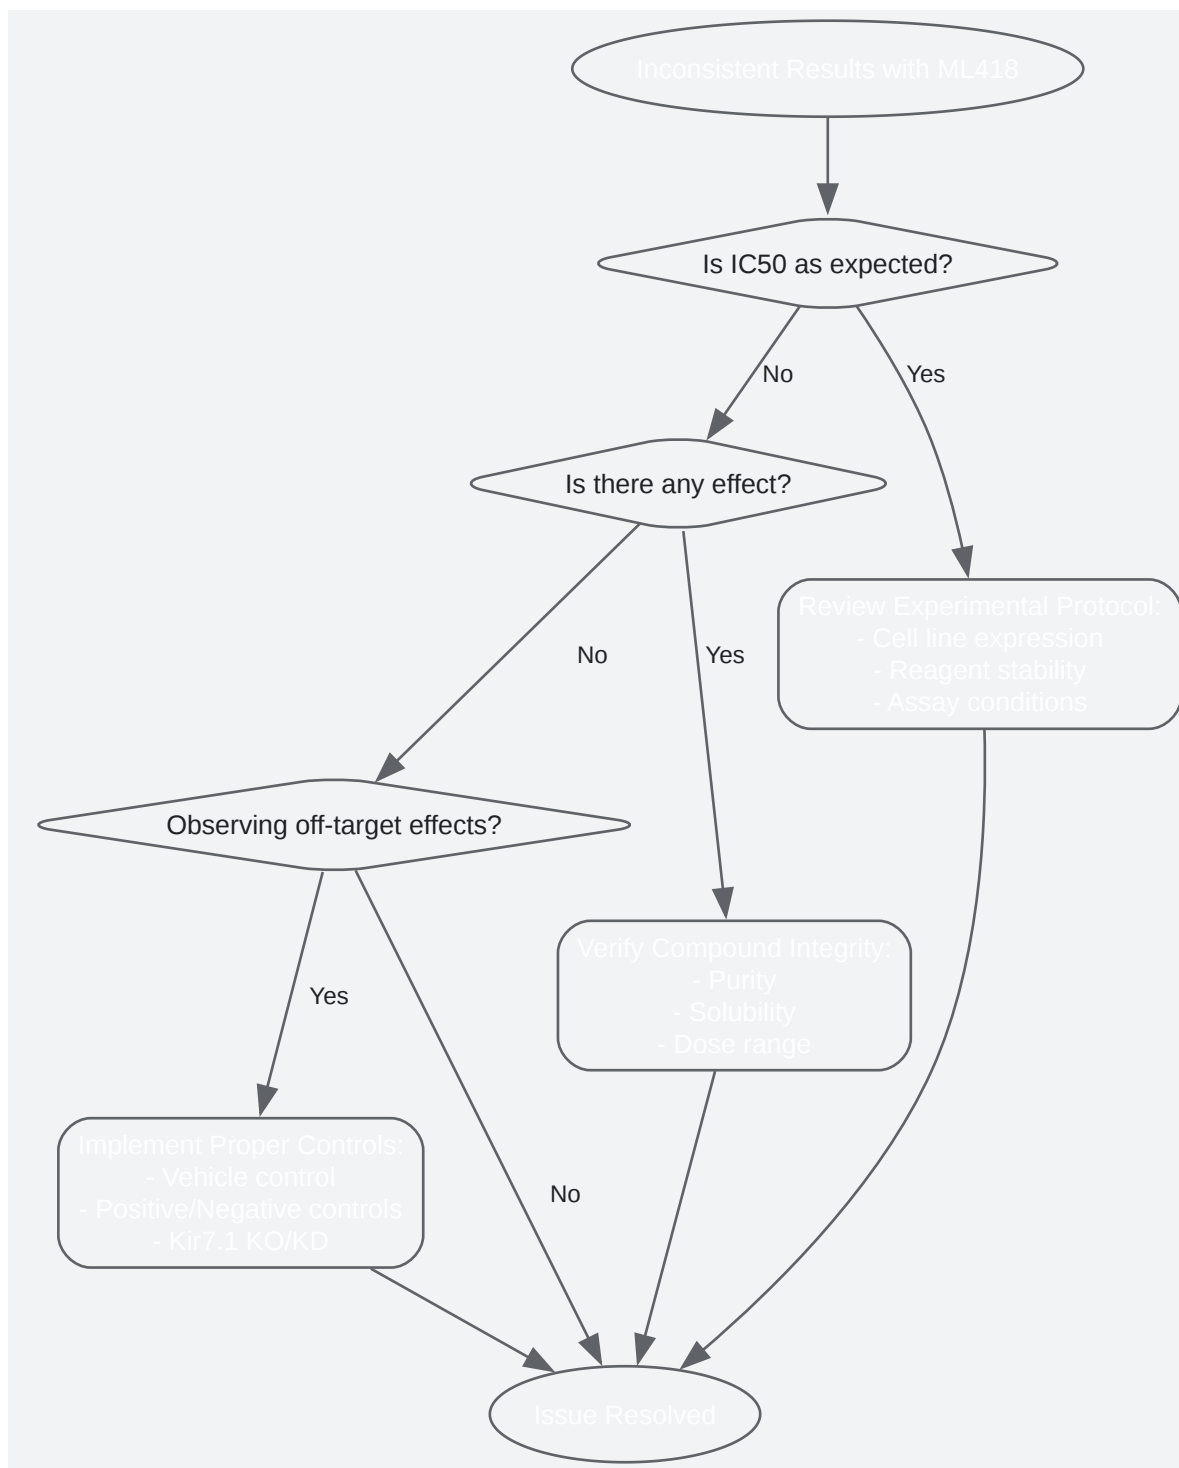 Inconsistent Results with ML418
Is IC50 as expected?
No
Yes
Is there any effect?
Review Experimental Protocol:
- Cell line expression
- Reagent stability
- Assay conditions
No
Yes
Observing off-target effects?
Verify Compound Integrity:
- Purity
- Solubility
- Dose range
Yes
Implement Proper Controls:
- Vehicle control
- Positive/Negative controls
- Kir7.1 KO/KD
No
Issue Resolved